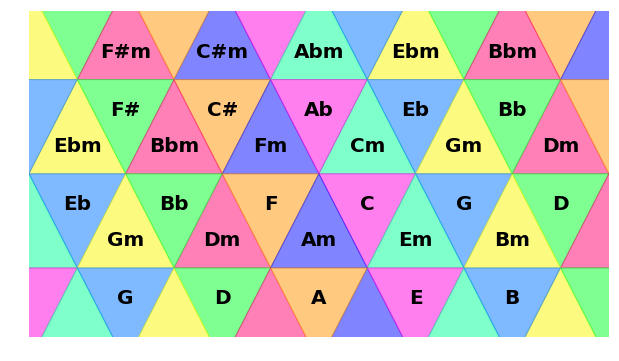 F#m C#m Abm Ebm Bbm
F# C# Ab Eb Bb
Ebm Bbm Fm Cm Gm Dm
Eb Bb F C G D
Gm Dm Am Em Bm
G D A E B